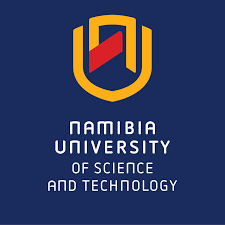 NAMIBIA
UNIVERSITY
OF SCIENCE
AND TECHNOLOGY